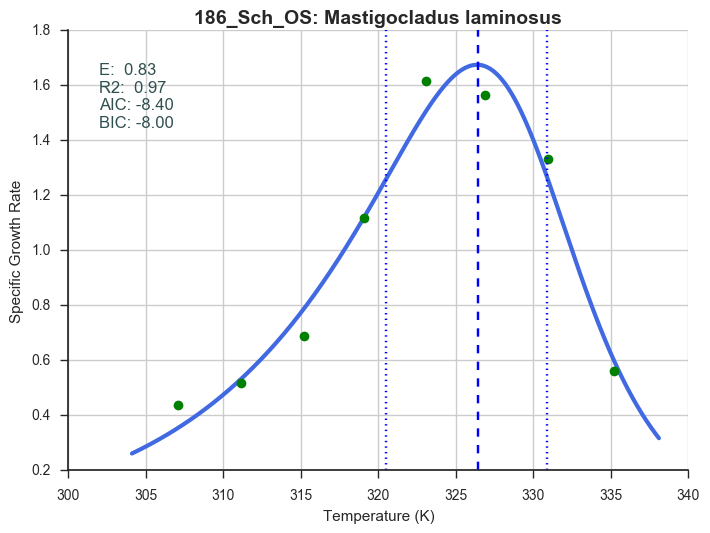 186_Sch_OS: Mastigocladus laminosus
1.8
1.6
1.4
1.2
1.0
0.8
0.6
0.4
0.2
E: 0.83
R2: 0.97
AIC: -8.40
BIC: -8.00
Specific Growth Rate
300 305 310 315 320 325 330 335 340
Temperature (K)